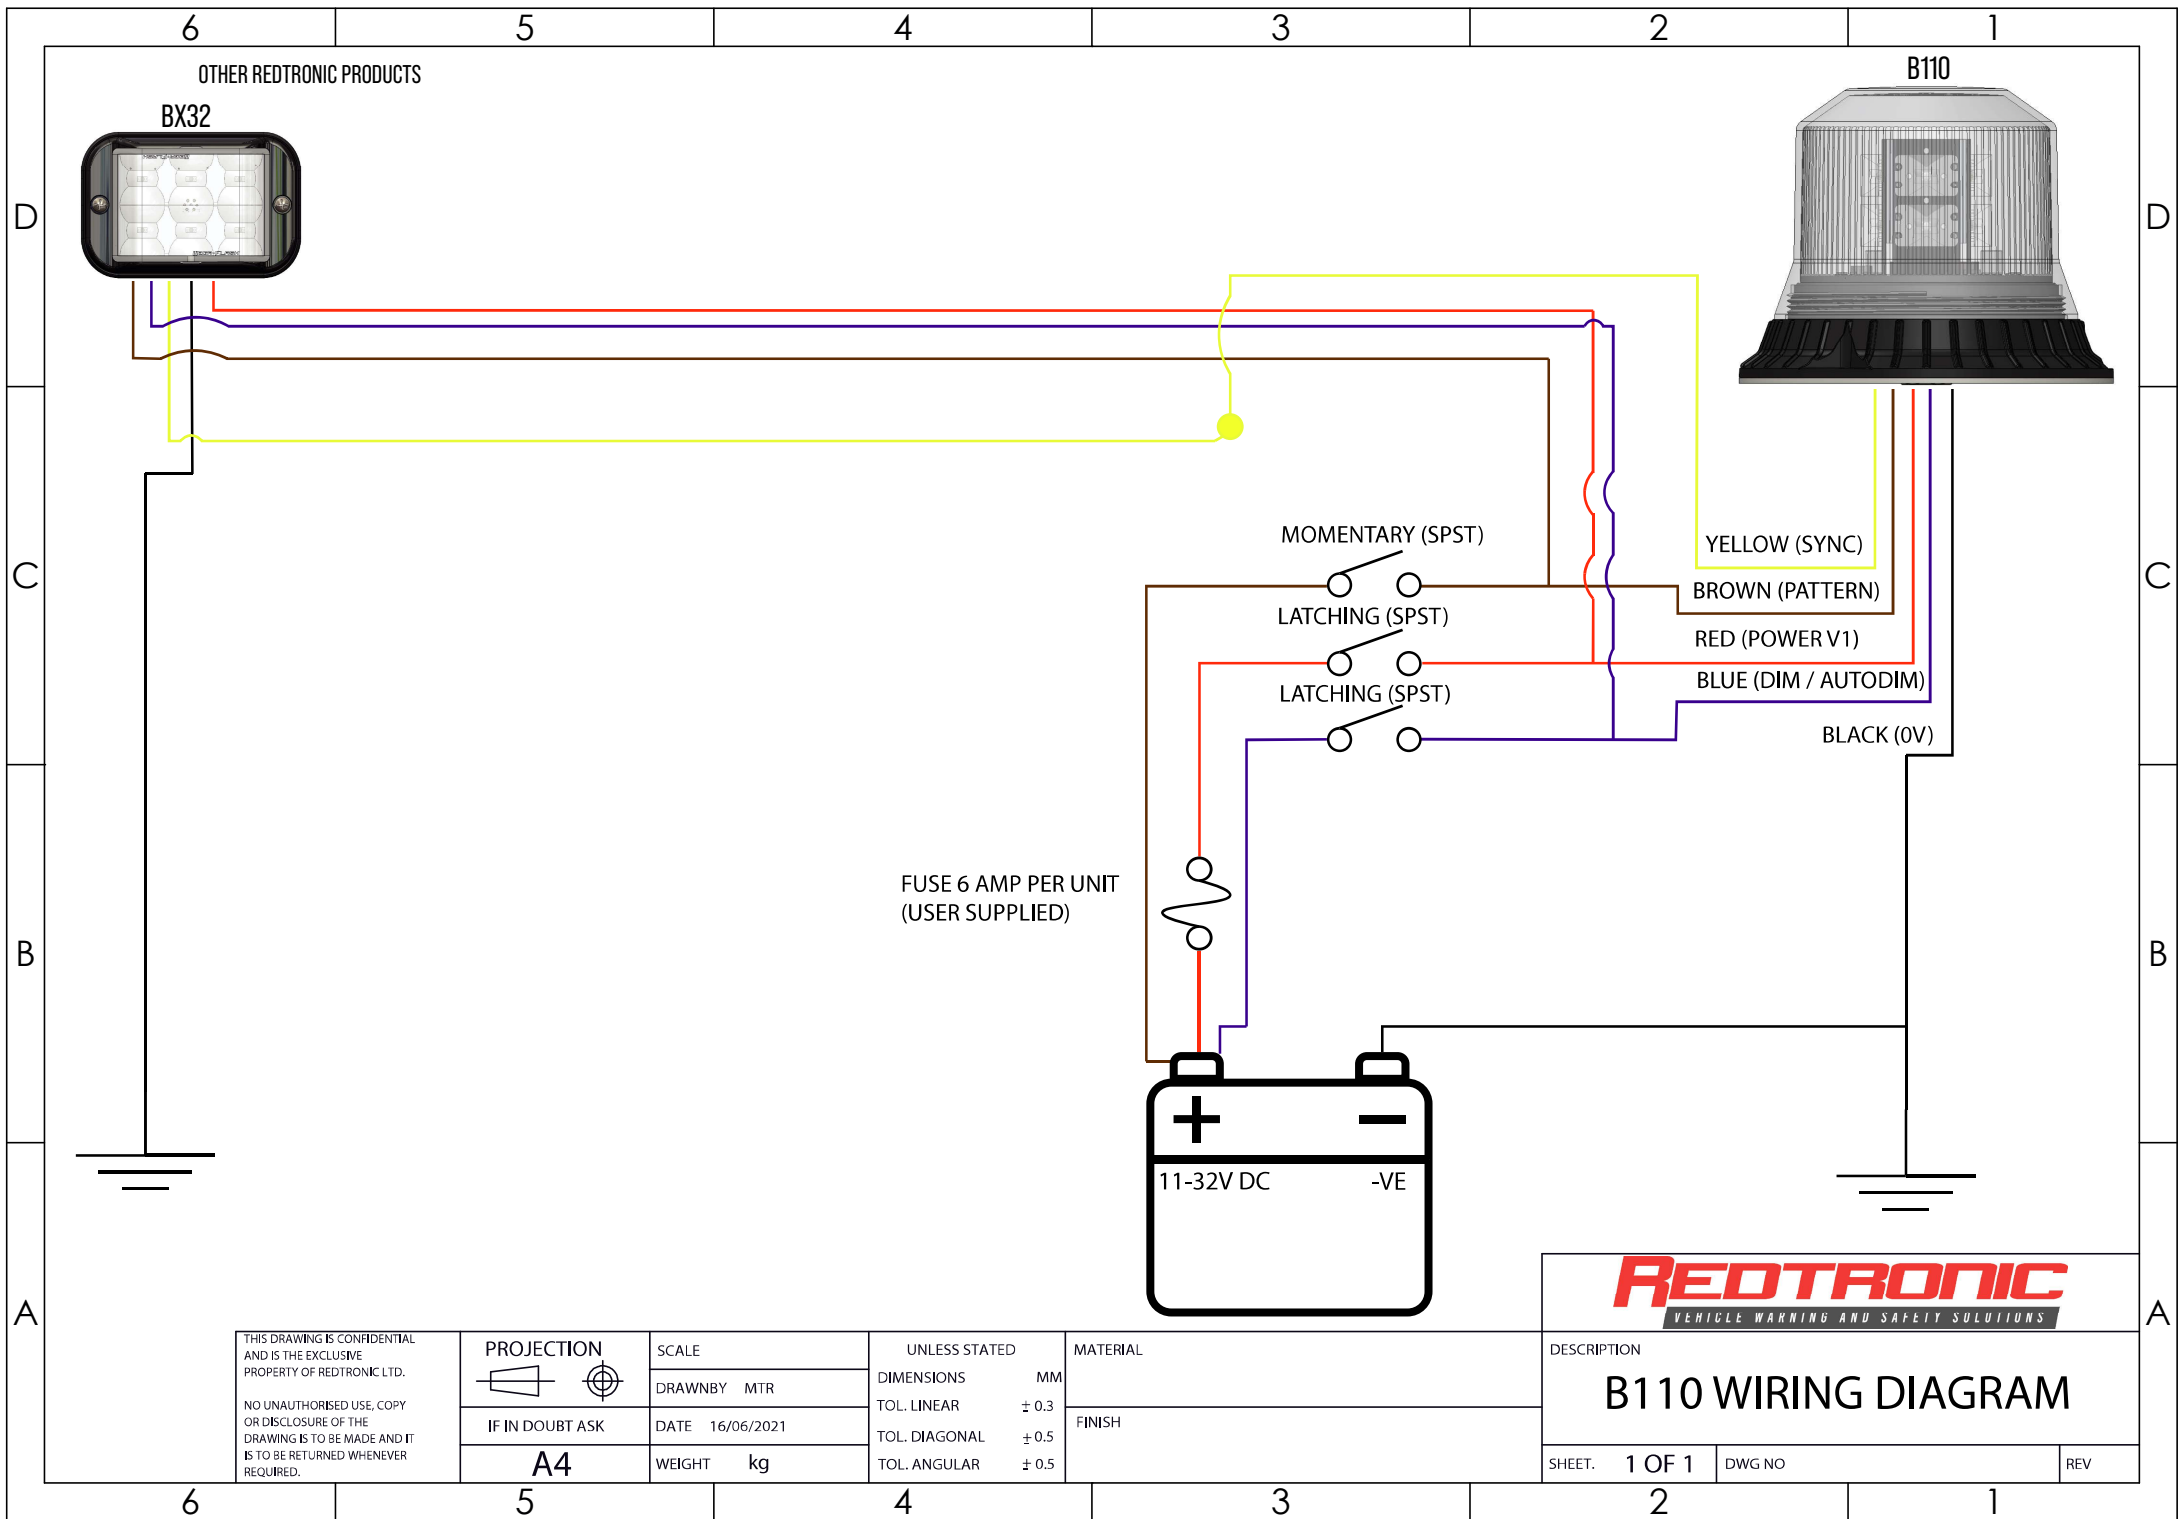 6 5 4 3 2 1
OTHER REDTRONIC PRODUCTS
BX32
B110
D D
MOMENTARY (SPST)
YELLOW (SYNC)
C C
BROWN (PATTERN)
LATCHING (SPST)
RED (POWER V1)
BLUE (DIM / AUTODIM)
LATCHING (SPST)
BLACK (0V)
FUSE 6 AMP PER UNIT
(USER SUPPLIED)
B B
+ −
11-32V DC -VE
A A
REDTRONIC
VEHICLE WARNING AND SAFETY SOLUTIONS
THIS DRAWING IS CONFIDENTIAL
AND IS THE EXCLUSIVE
PROPERTY OF REDTRONIC LTD.
NO UNAUTHORISED USE, COPY
OR DISCLOSURE OF THE
DRAWING IS TO BE MADE AND IT
IS TO BE RETURNED WHENEVER
REQUIRED.
PROJECTION
IF IN DOUBT ASK
A4
SCALE
DRAWNBY MTR
DATE 16/06/2021
WEIGHT kg
UNLESS STATED
DIMENSIONS MM
TOL. LINEAR ± 0.3
TOL. DIAGONAL ± 0.5
TOL. ANGULAR ± 0.5
MATERIAL
FINISH
DESCRIPTION
B110 WIRING DIAGRAM
SHEET. 1 OF 1
DWG NO
REV
6 5 4 3 2 1